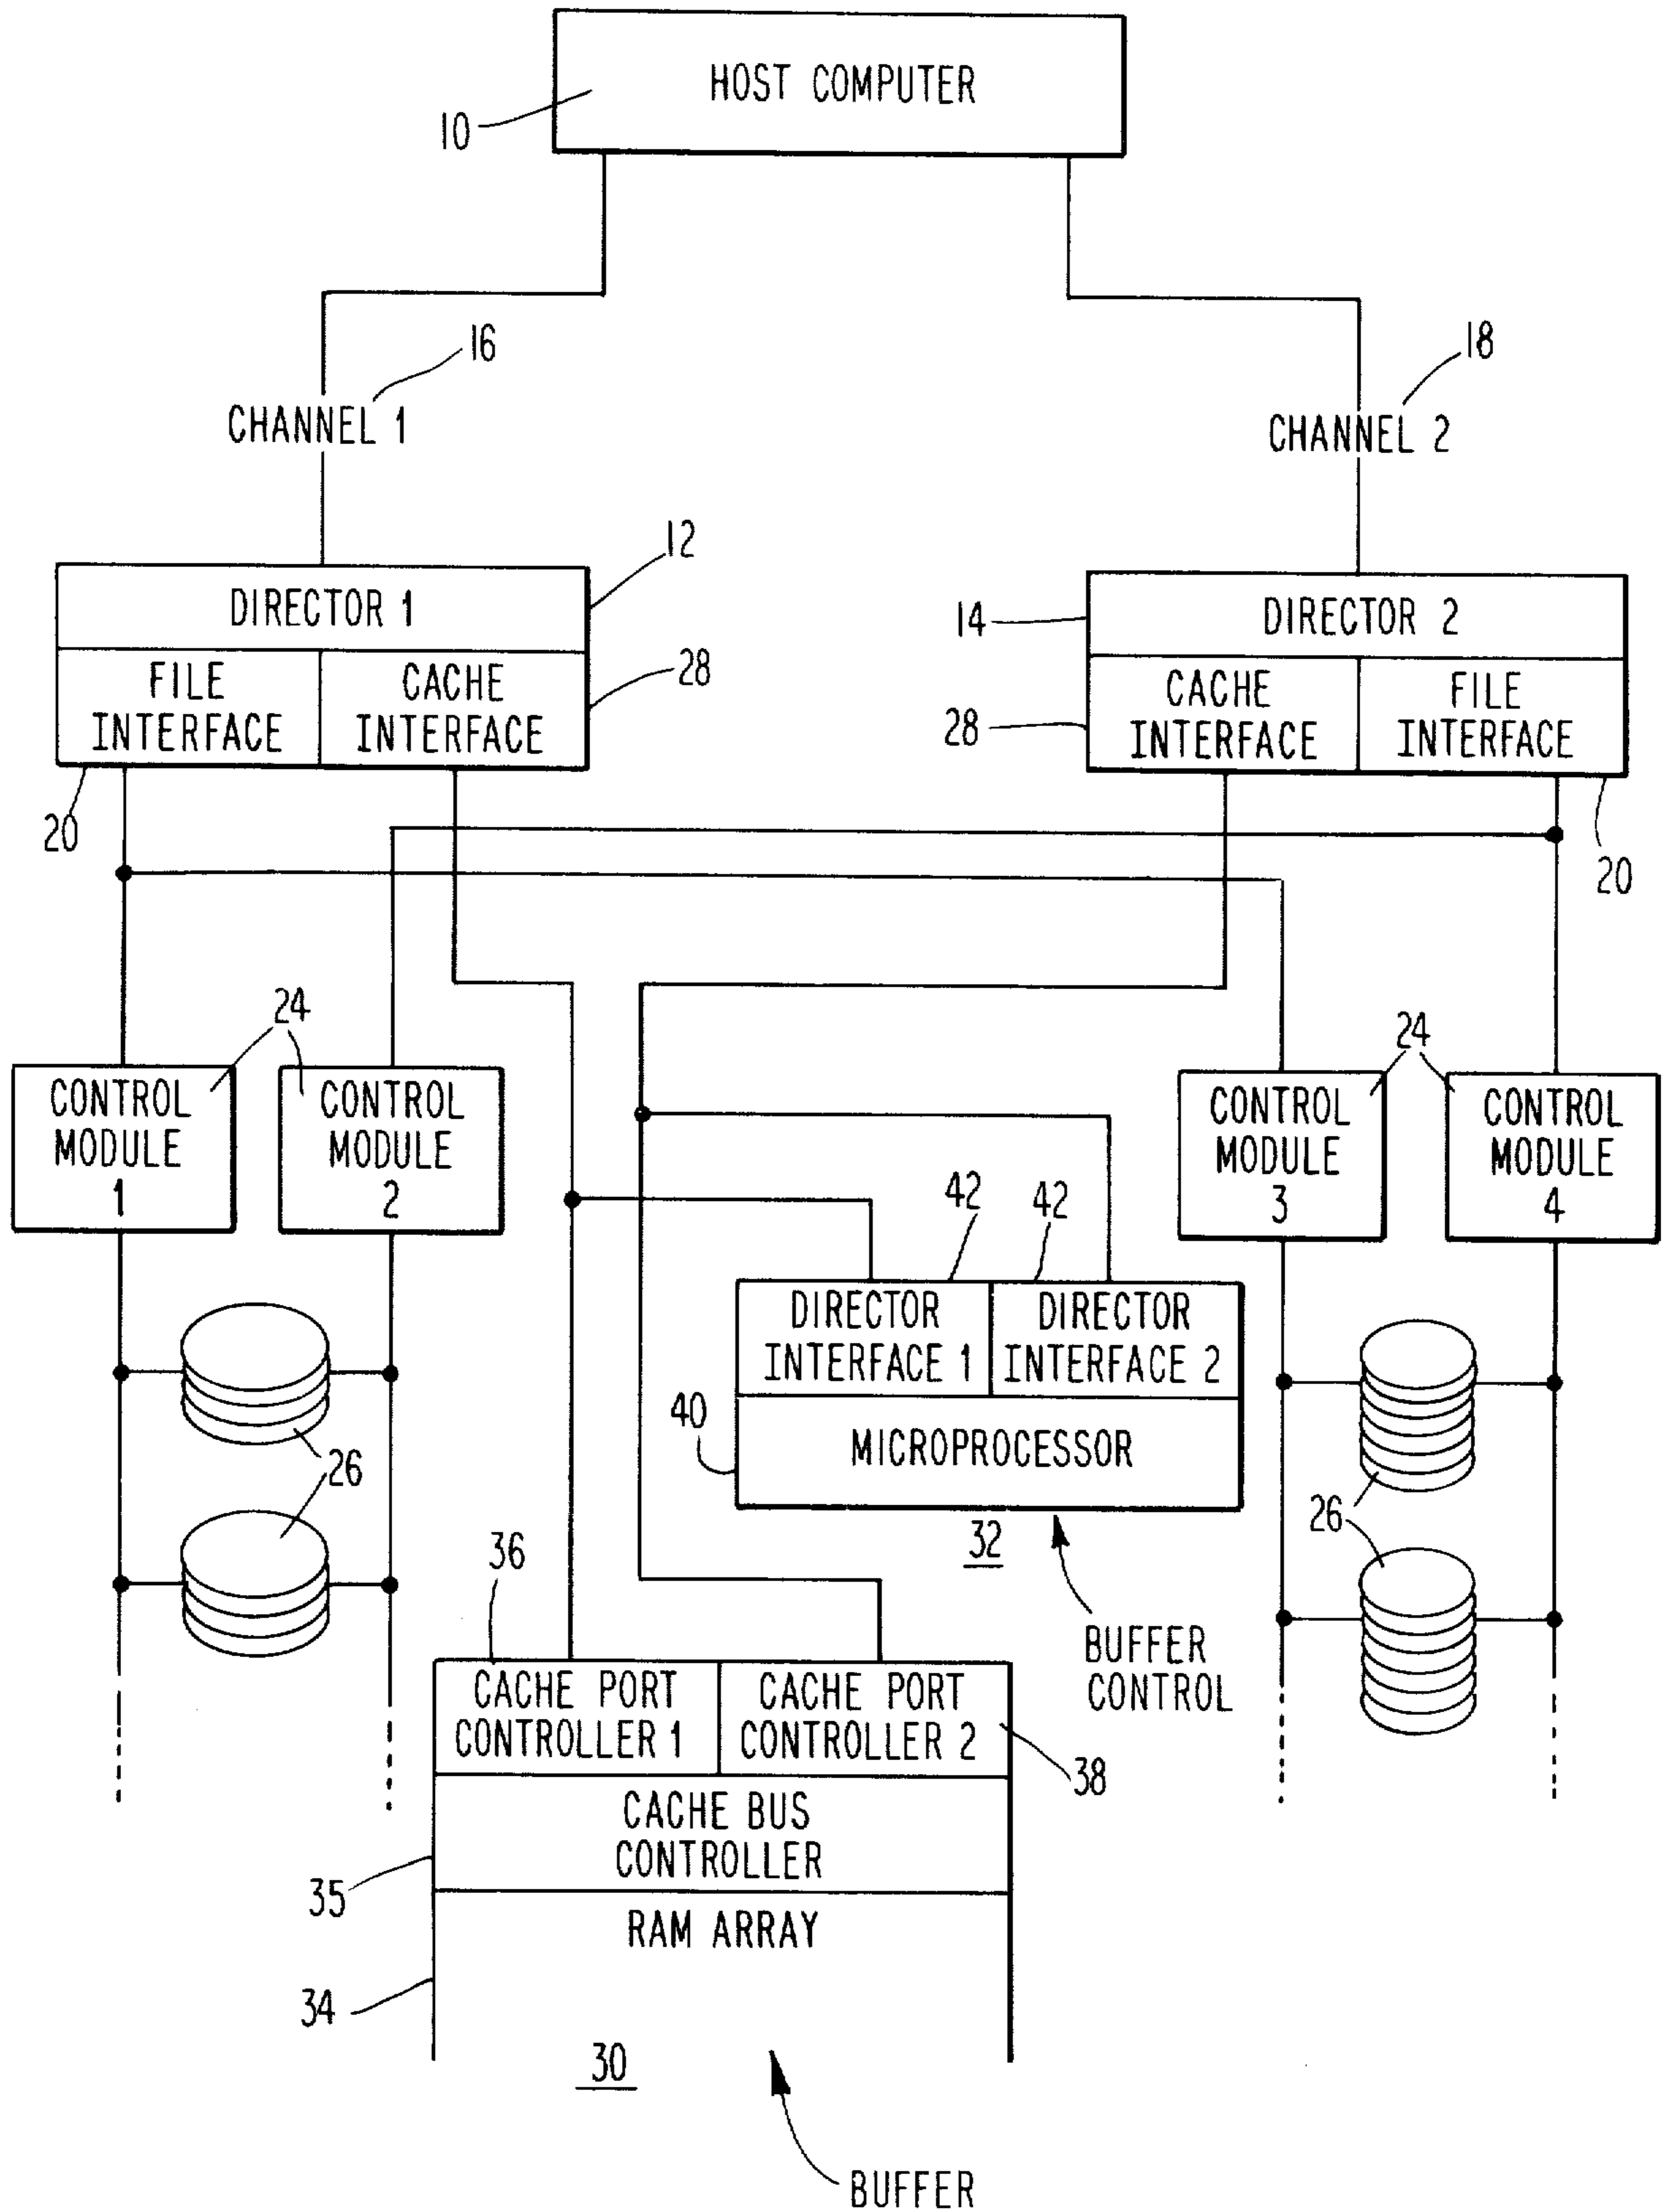 HOST COMPUTER
10
16
18
CHANNEL 1
CHANNEL 2
12
DIRECTOR 1
14
DIRECTOR 2
FILE
INTERFACE
CACHE
INTERFACE
28
28
CACHE
INTERFACE
FILE
INTERFACE
20
20
24
24
CONTROL
MODULE
1
CONTROL
MODULE
2
CONTROL
MODULE
3
CONTROL
MODULE
4
42
42
DIRECTOR
INTERFACE 1
DIRECTOR
INTERFACE 2
40
MICROPROCESSOR
26
26
32
BUFFER
CONTROL
36
CACHE PORT
CONTROLLER 1
CACHE PORT
CONTROLLER 2
38
CACHE BUS
CONTROLLER
35
RAM ARRAY
34
30
BUFFER